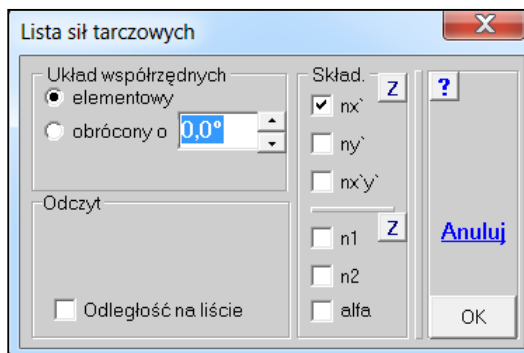 Lista sił tarczowych
X
Układ współrzędnych
elementowy
obrócony o 0,0°
Odczyt
Odległość na liście
Skład.
Z
nx`
ny`
nx`y`
Z
n1
n2
alfa
?
Anuluj
OK